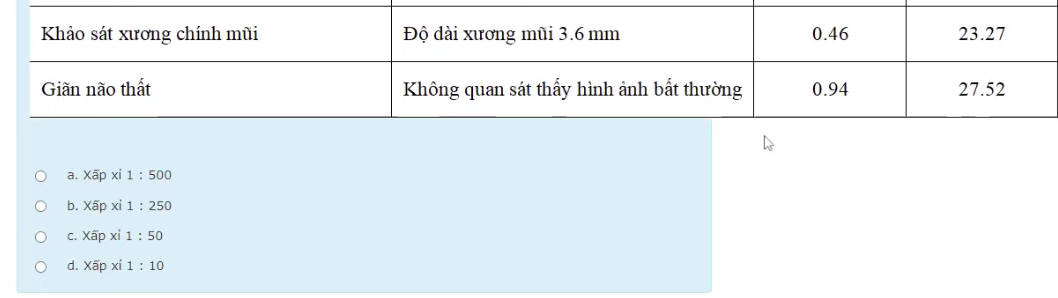 Khảo sát xương chính mũi Độ dài xương mũi 3.6 mm 0.46 23.27
Giãn não thất Không quan sát thấy hình ảnh bất thường 0.94 27.52
a. Xấp xỉ 1 : 500
b. Xấp xỉ 1 : 250
c. Xấp xỉ 1 : 50
d. Xấp xỉ 1 : 10